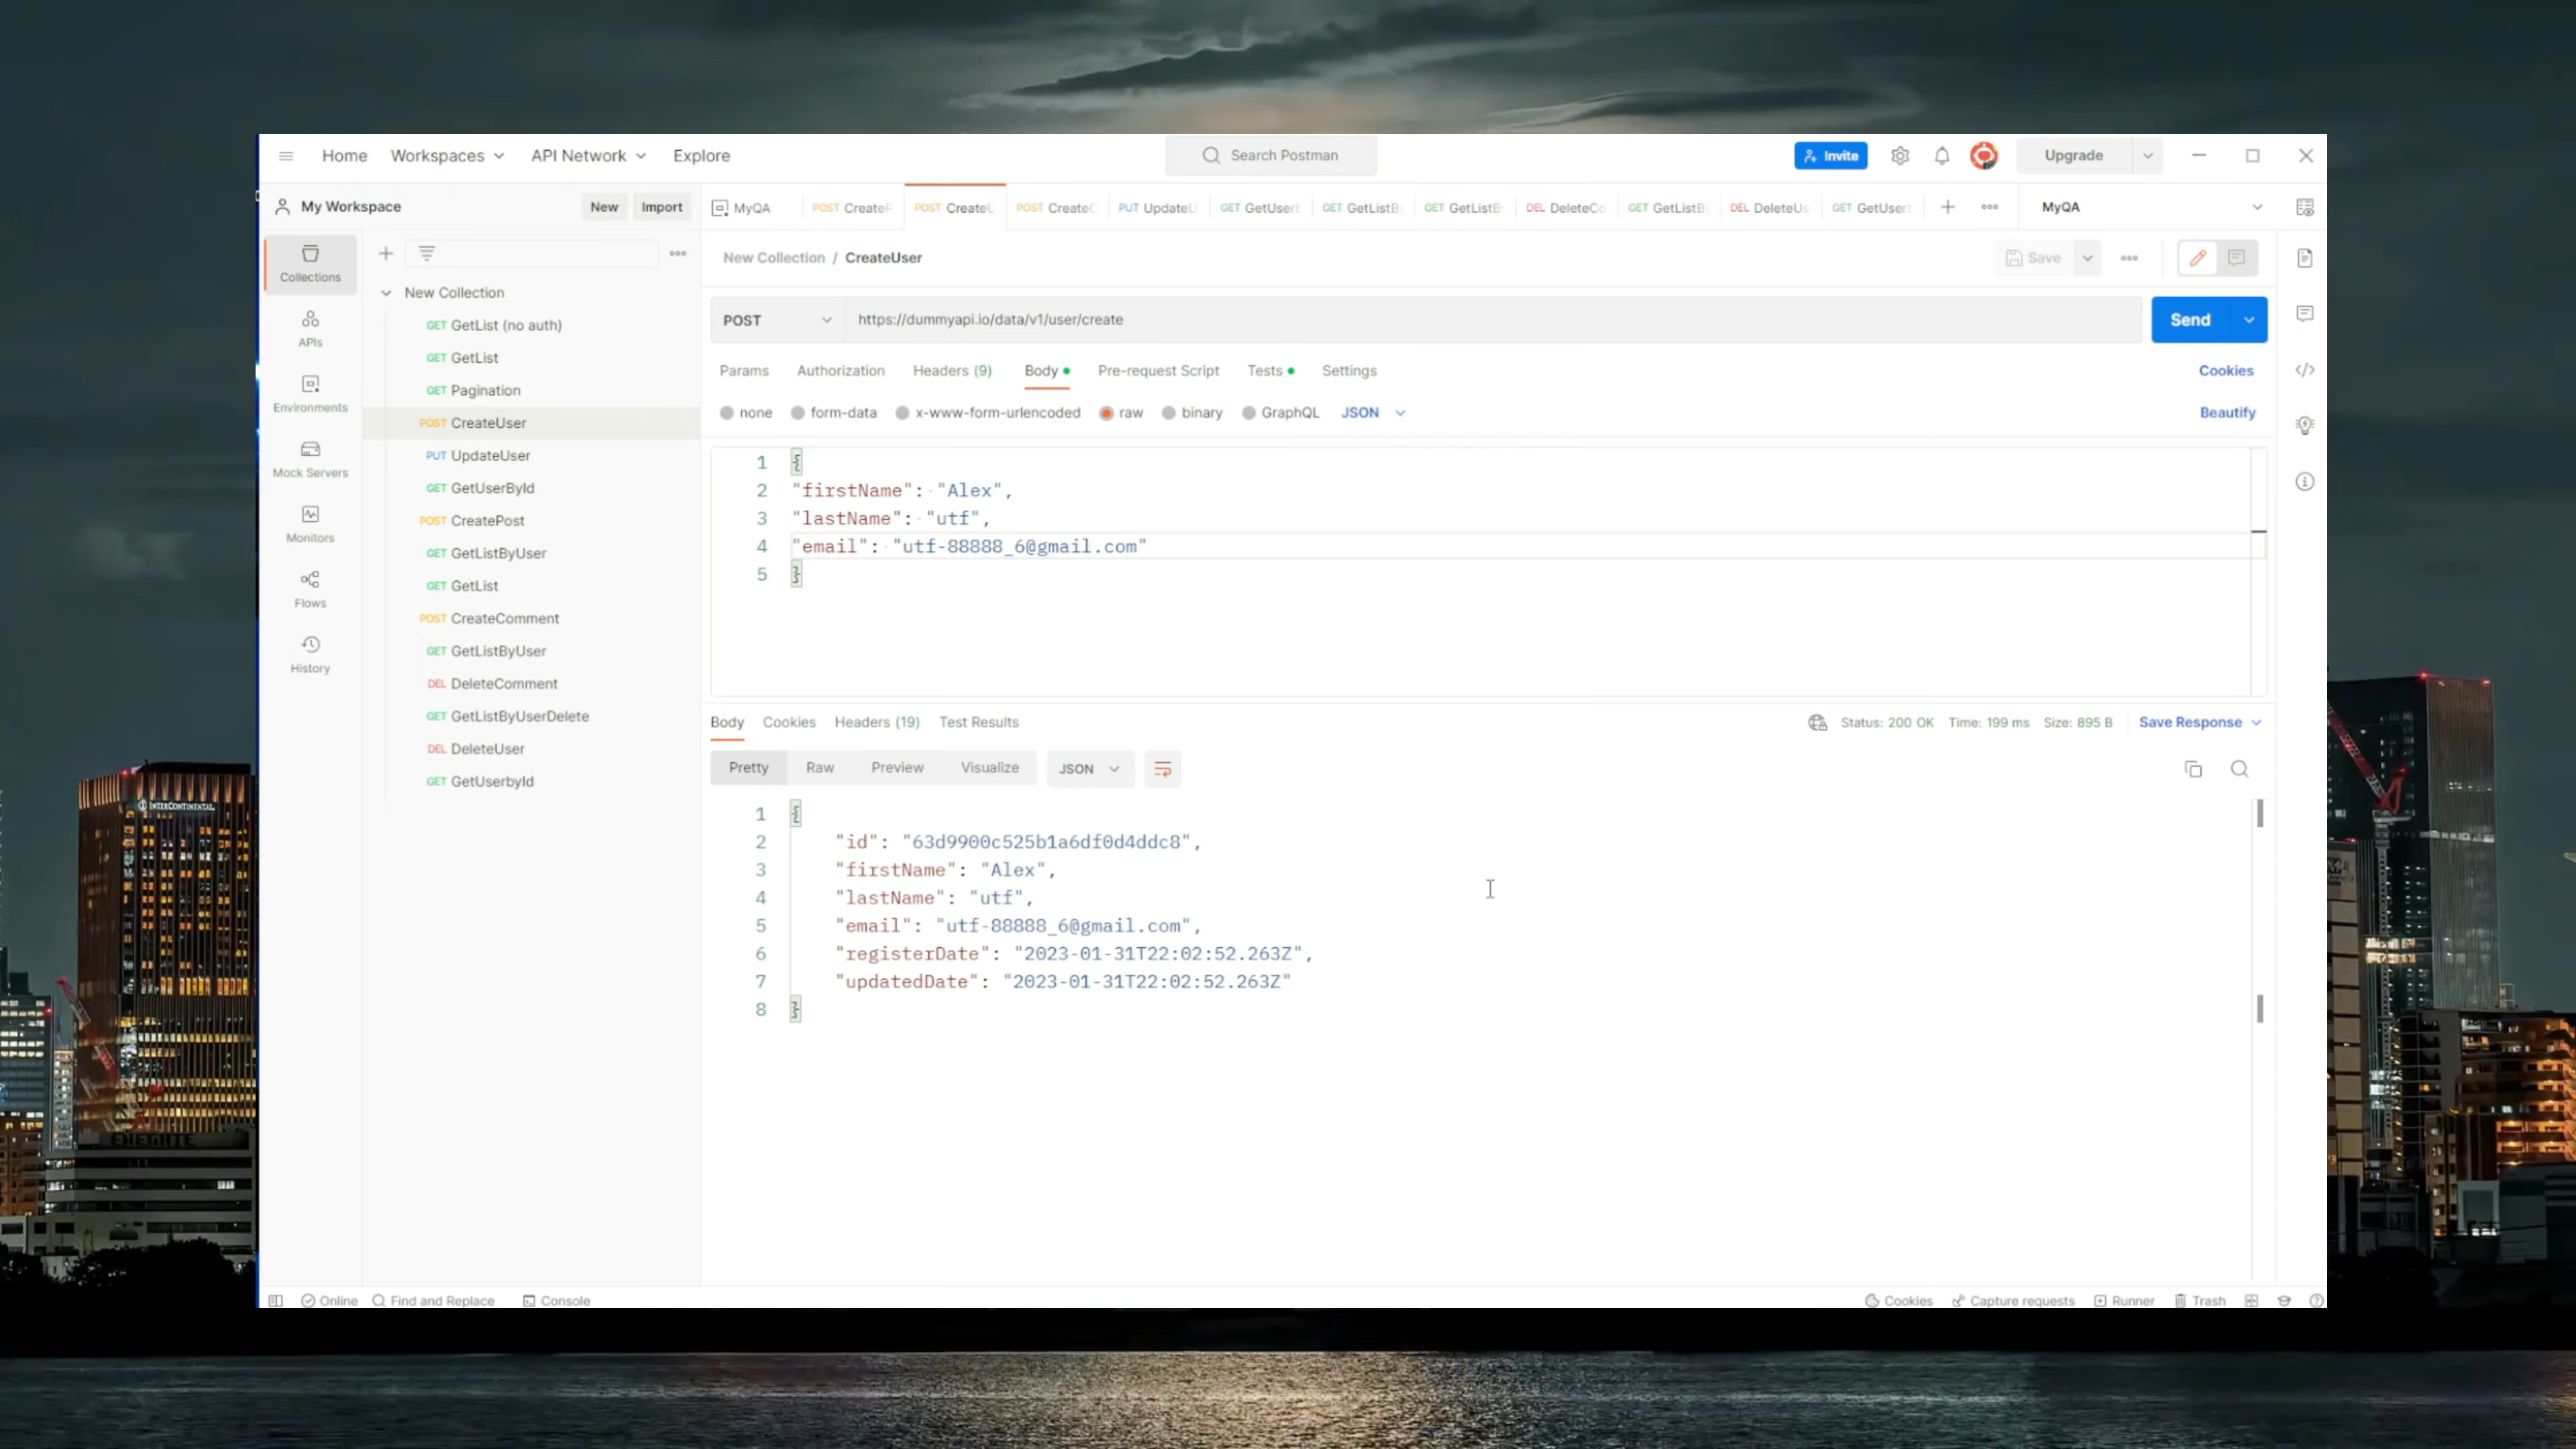 Home Workspaces API Network Explore
Search Postman
Invite
Upgrade
My Workspace
New Import
MyQA
POST CreateP
POST CreateU
POST CreateC
PUT UpdateU
GET GetUserB
GET GetListB
GET GetListB
DEL DeleteCo
GET GetListB
DEL DeleteUs
GET GetUsert
MyQA
Collections
APIs
Environments
Mock Servers
Monitors
Flows
History
New Collection
GET GetList (no auth)
GET GetList
GET Pagination
POST CreateUser
PUT UpdateUser
GET GetUserById
POST CreatePost
GET GetListByUser
GET GetList
POST CreateComment
GET GetListByUser
DEL DeleteComment
GET GetListByUserDelete
DEL DeleteUser
GET GetUserbyId
New Collection / CreateUser
Save
POST https://dummyapi.io/data/v1/user/create
Send
Params Authorization Headers (9) Body Pre-request Script Tests Settings
Cookies
none form-data x-www-form-urlencoded raw binary GraphQL JSON
Beautify
1 {
2 "firstName": "Alex",
3 "lastName": "utf",
4 "email": "utf-88888_6@gmail.com"
5 }
Body Cookies Headers (19) Test Results
Status: 200 OK Time: 199 ms Size: 895 B Save Response
Pretty Raw Preview Visualize JSON
1 {
2 "id": "63d9900c525b1a6df0d4ddc8",
3 "firstName": "Alex",
4 "lastName": "utf",
5 "email": "utf-88888_6@gmail.com",
6 "registerDate": "2023-01-31T22:02:52.263Z",
7 "updatedDate": "2023-01-31T22:02:52.263Z"
8 }
Online Find and Replace Console
Cookies Capture requests Runner Trash
INTERCONTINENTAL